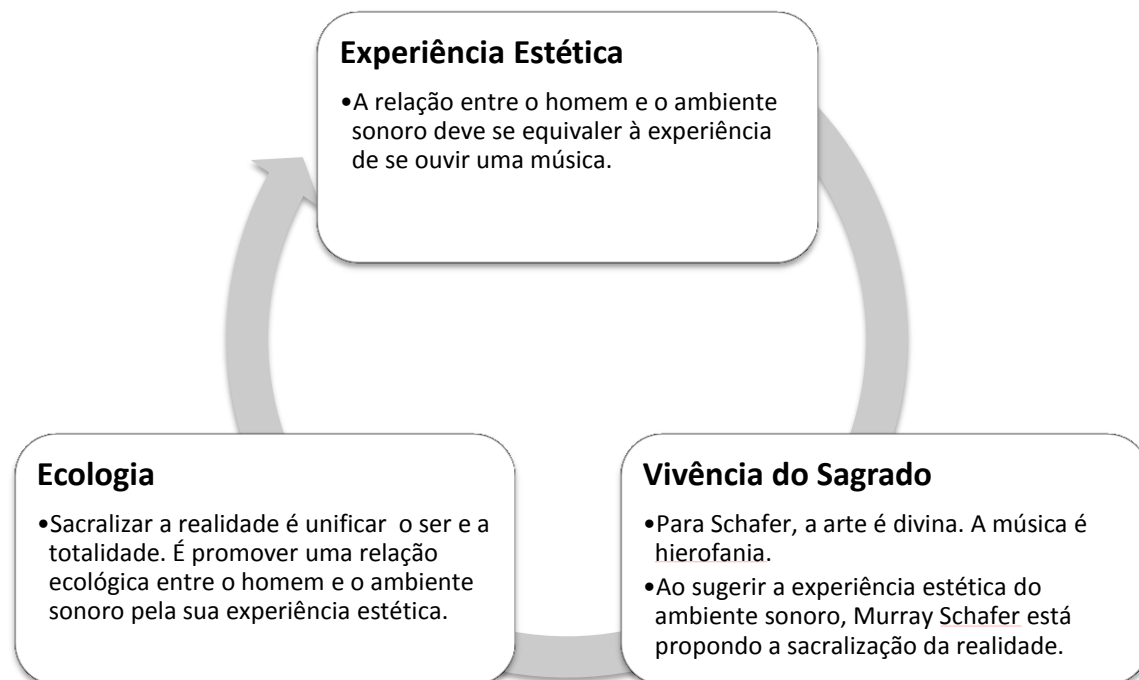 Experiência Estética
•A relação entre o homem e o ambiente
sonoro deve se equivaler à experiência
de se ouvir uma música.
Ecologia
•Sacralizar a realidade é unificar o ser e a
totalidade. É promover uma relação
ecológica entre o homem e o ambiente
sonoro pela sua experiência estética.
Vivência do Sagrado
•Para Schafer, a arte é divina. A música é
hierofania.
•Ao sugerir a experiência estética do
ambiente sonoro, Murray Schafer está
propondo a sacralização da realidade.